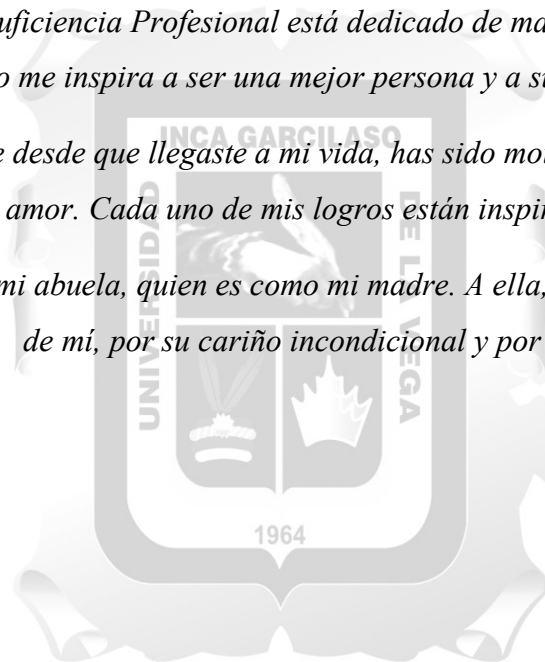 uficiencia Profesional está dedicado de ma
o me inspira a ser una mejor persona y a s
INCA GARCILASO
e desde que llegaste a mi vida, has sido mo
amor. Cada uno de mis logros están inspi
mi abuela, quien es como mi madre. A ella,
de mí, por su cariño incondicional y por
UNIVERSIDAD
DE LA VEGA
1964